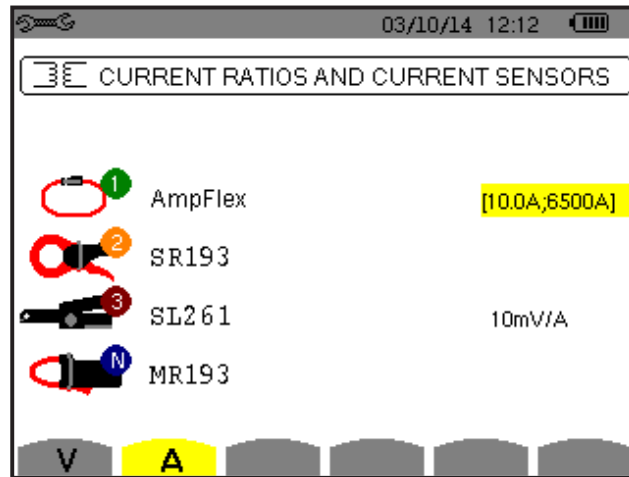 03/10/14 12:12
CURRENT RATIOS AND CURRENT SENSORS
1 AmpFlex [10.0A;6500A]
2 SR193
3 SL261 10mV/A
N MR193
V A